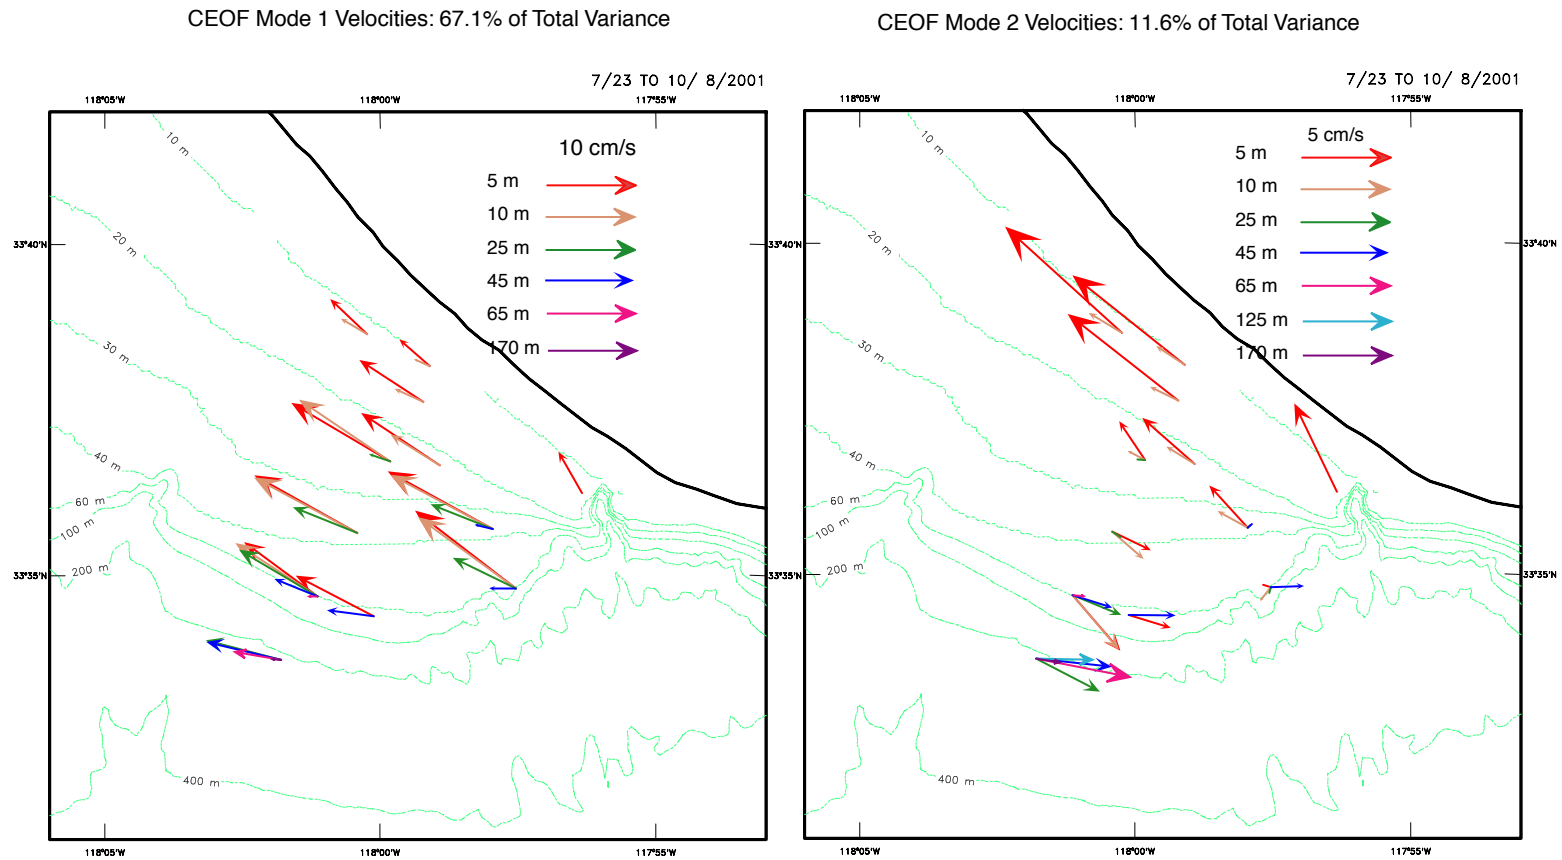 CEOF Mode 1 Velocities: 67.1% of Total Variance
7/23 TO 10/ 8/2001
118°05'W 118°00'W 117°55'W
10 m
10 cm/s
5 m
10 m
25 m
45 m
65 m
170 m
33°40'N
20 m
30 m
40 m
60 m
100 m
33°35'N
200 m
400 m
118°05'W 118°00'W 117°55'W
CEOF Mode 2 Velocities: 11.6% of Total Variance
7/23 TO 10/ 8/2001
118°05'W 118°00'W 117°55'W
10 m
5 cm/s
5 m
10 m
25 m
45 m
65 m
125 m
170 m
33°40'N
33°40'N
20 m
30 m
40 m
60 m
100 m
33°35'N
33°35'N
200 m
400 m
118°05'W 118°00'W 117°55'W